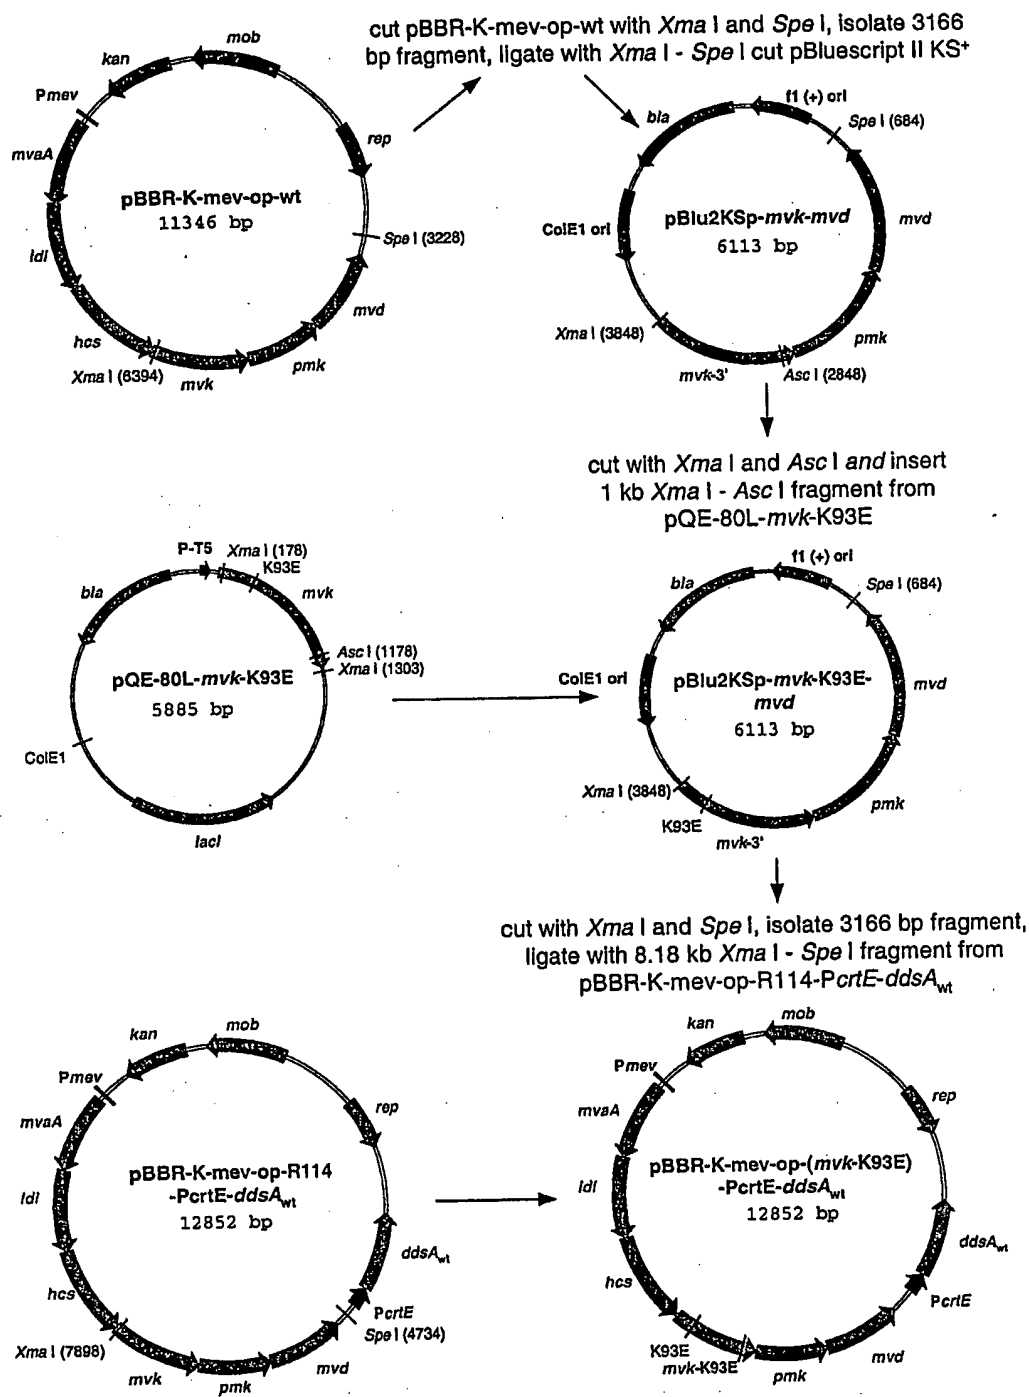 cut pBBR-K-mev-op-wt with Xma I and Spe I, isolate 3166
bp fragment, ligate with Xma I - Spe I cut pBluescript II KS+
mob
kan
Pmev
mvaA
rep
pBBR-K-mev-op-wt
11346 bp
Spe I (3228)
idi
mvd
hcs
Xma I (6394)
mvk
pmk
f1 (+) ori
bla
Spe I (684)
pBlu2KSp-mvk-mvd
6113 bp
ColE1 ori
mvd
Xma I (3848)
pmk
mvk-3'
Asc I (2848)
cut with Xma I and Asc I and insert
1 kb Xma I - Asc I fragment from
pQE-80L-mvk-K93E
P-T5
Xma I (178)
K93E
bla
mvk
Asc I (1178)
Xma I (1303)
pQE-80L-mvk-K93E
5885 bp
ColE1
lacI
f1 (+) ori
bla
Spe I (684)
ColE1 ori
pBlu2KSp-mvk-K93E-
mvd
6113 bp
mvd
Xma I (3848)
K93E
mvk-3'
pmk
cut with Xma I and Spe I, isolate 3166 bp fragment,
ligate with 8.18 kb Xma I - Spe I fragment from
pBBR-K-mev-op-R114-PcrtE-ddsAwt
mob
kan
Pmev
mvaA
rep
pBBR-K-mev-op-R114
-PcrtE-ddsAwt
12852 bp
idi
ddsAwt
hcs
PcrtE
Spe I (4734)
Xma I (7898)
mvk
pmk
mvd
mob
kan
Pmev
mvaA
rep
pBBR-K-mev-op-(mvk-K93E)
-PcrtE-ddsAwt
12852 bp
idi
ddsAwt
hcs
PcrtE
K93E
mvk-K93E
pmk
mvd